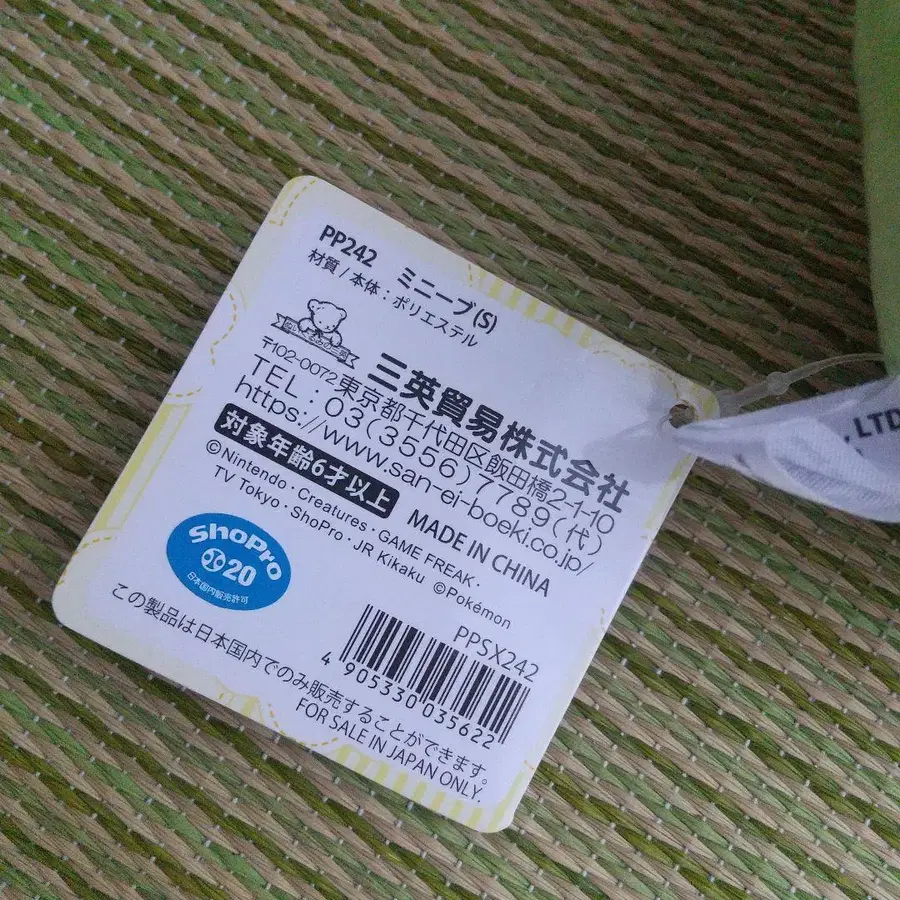 PP242 ミニーブ(S)
材質/本体:ポリエステル
三英貿易株式会社
〒102-0072東京都千代田区飯田橋2-1-10
TEL:03(3556)7789(代)
https://www.san-ei-boeki.co.jp/
対象年齢6才以上
MADE IN CHINA
©Nintendo・Creatures・GAME FREAK・
TV Tokyo・ShoPro・JR Kikaku ©Pokémon
ShoPro
20
日本国内販売許可
PPSX242
4 905330 035622
この製品は日本国内でのみ販売することができます。
FOR SALE IN JAPAN ONLY.
, LTD